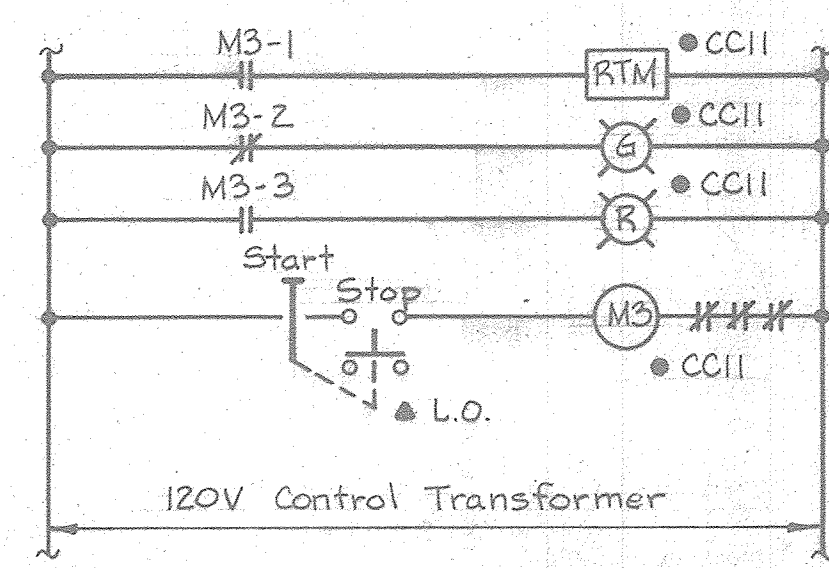 M3-1
RTM
CC11
M3-2
G
CC11
M3-3
R
CC11
Start
Stop
M3
CC11
L.O.
120V Control Transformer